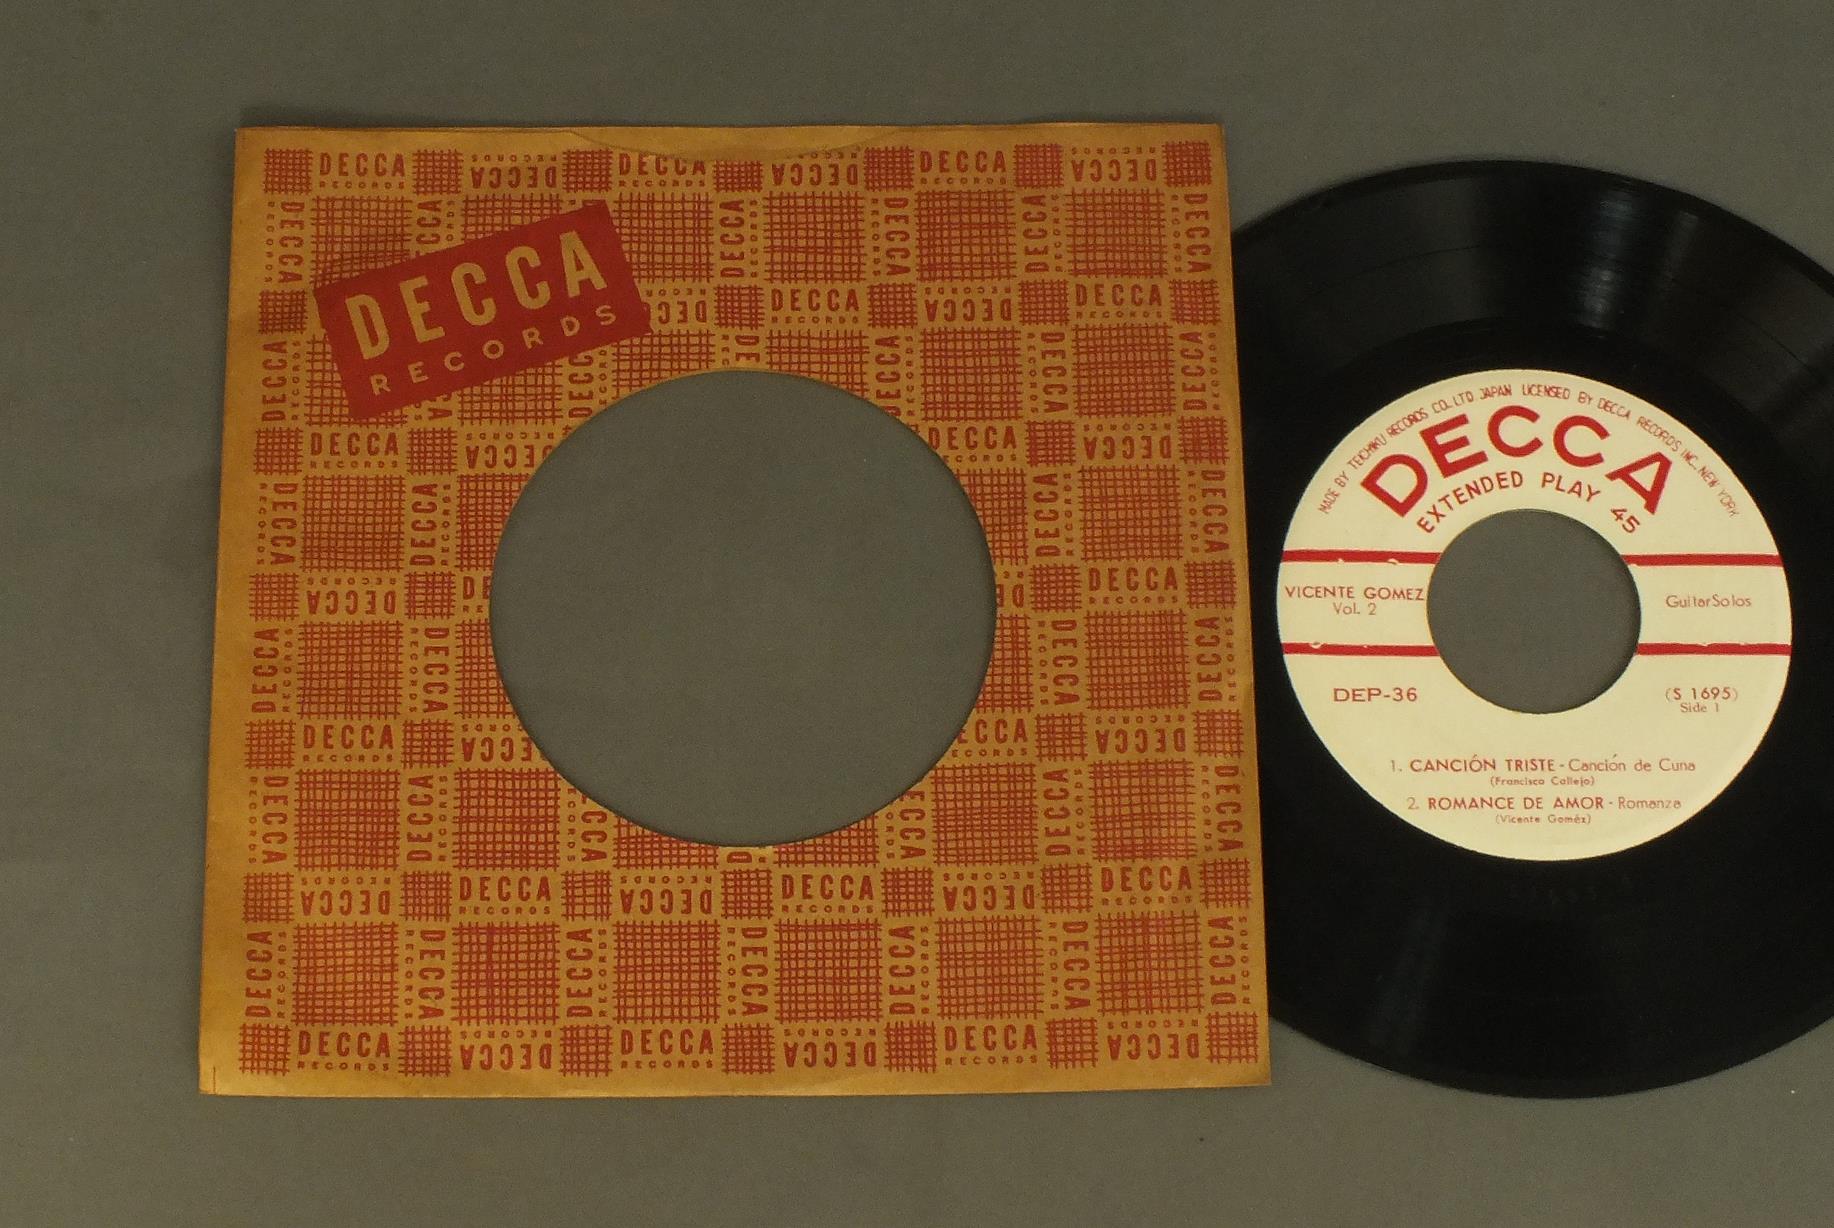 DECCA
RECORDS
MADE BY TEICHIKU RECORDS CO. LTD JAPAN LICENSED BY DECCA RECORDS INC. NEW YORK
DECCA
EXTENDED PLAY 45
VICENTE GOMEZ
Vol. 2
Guitar Solos
DEP-36
(S 1695)
Side 1
1. CANCIÓN TRISTE - Canción de Cuna
(Francisco Callejo)
2. ROMANCE DE AMOR - Romanza
(Vicente Goméz)